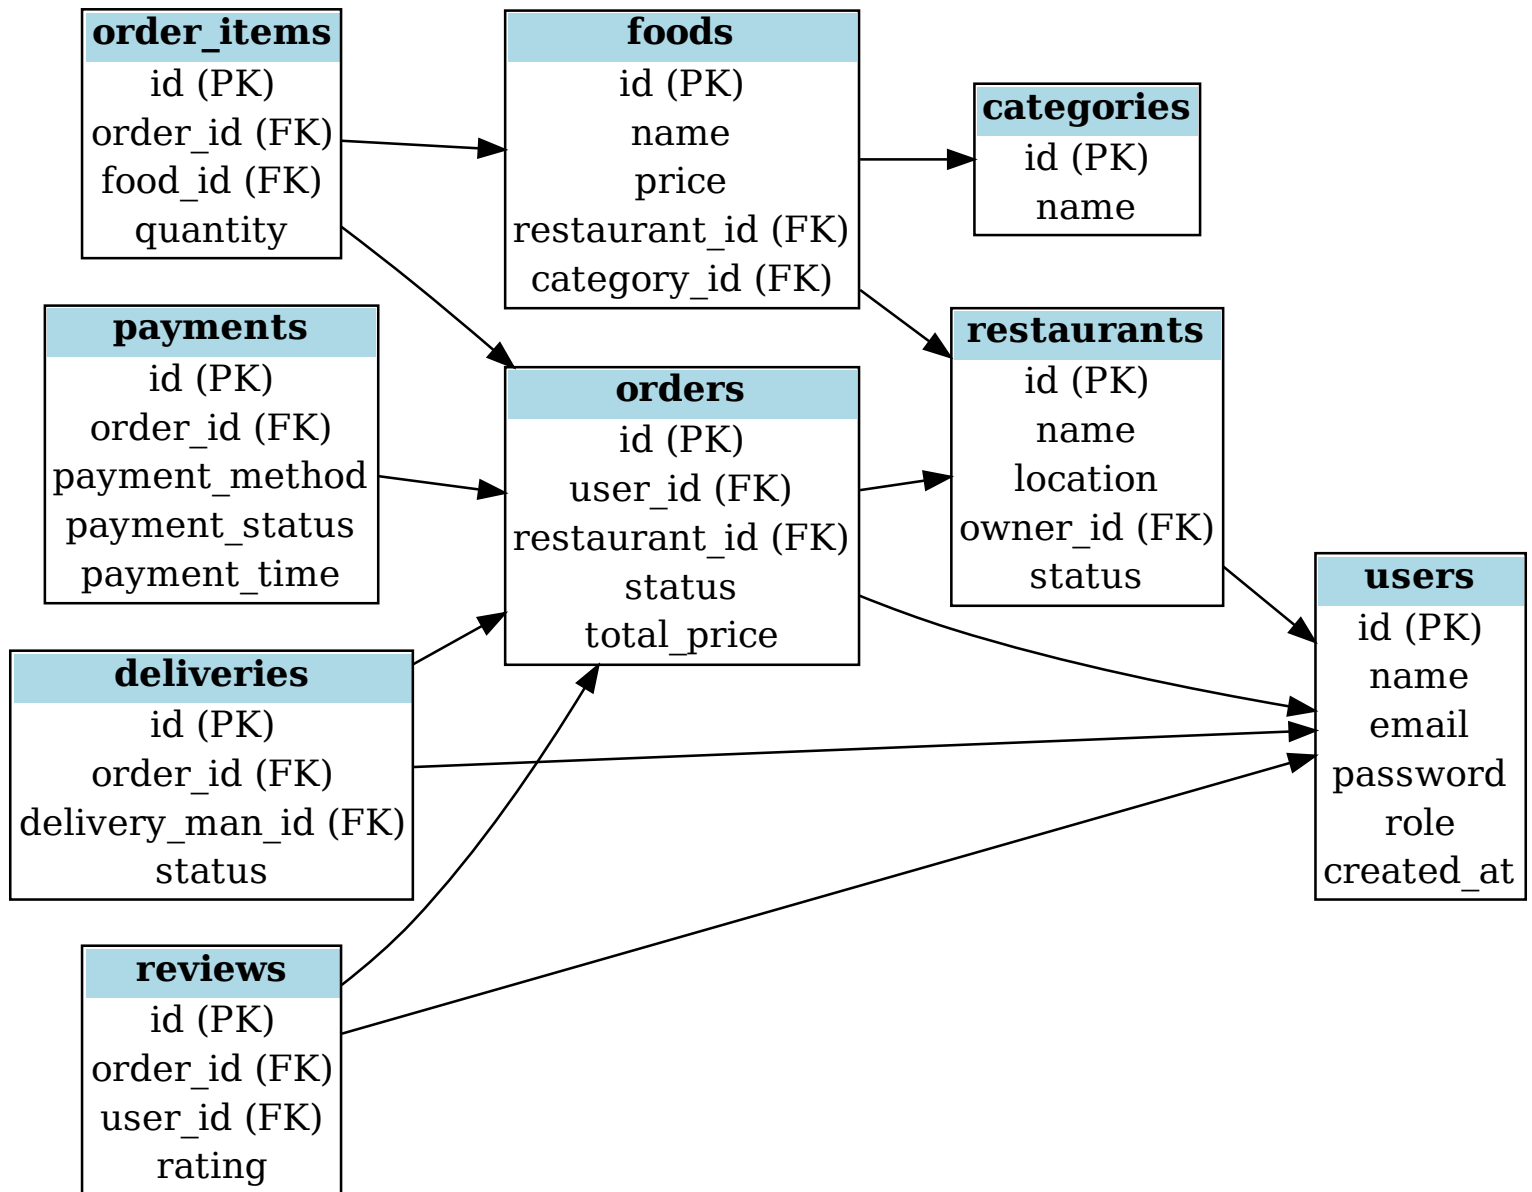 order_items
id (PK)
order_id (FK)
food_id (FK)
quantity
foods
id (PK)
name
price
restaurant_id (FK)
category_id (FK)
categories
id (PK)
name
payments
id (PK)
order_id (FK)
payment_method
payment_status
payment_time
orders
id (PK)
user_id (FK)
restaurant_id (FK)
status
total_price
restaurants
id (PK)
name
location
owner_id (FK)
status
users
id (PK)
name
email
password
role
created_at
deliveries
id (PK)
order_id (FK)
delivery_man_id (FK)
status
reviews
id (PK)
order_id (FK)
user_id (FK)
rating